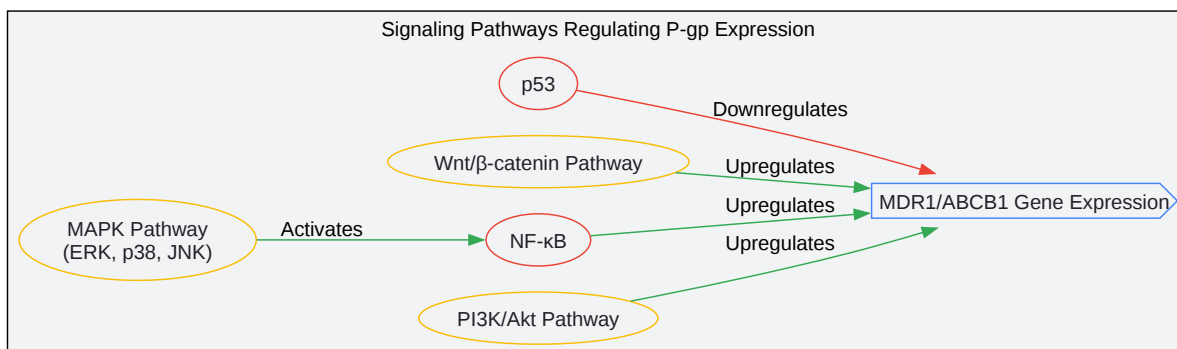 Signaling Pathways Regulating P-gp Expression
p53
Downregulates
Wnt/β-catenin Pathway
Upregulates
MDR1/ABCB1 Gene Expression
Upregulates
MAPK Pathway
(ERK, p38, JNK)
Activates
NF-κB
Upregulates
PI3K/Akt Pathway